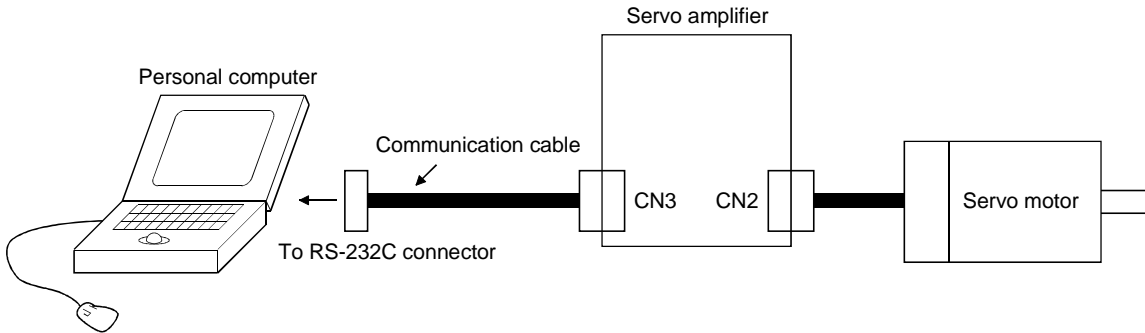 Servo amplifier
Personal computer
Communication cable
CN3
CN2
Servo motor
To RS-232C connector